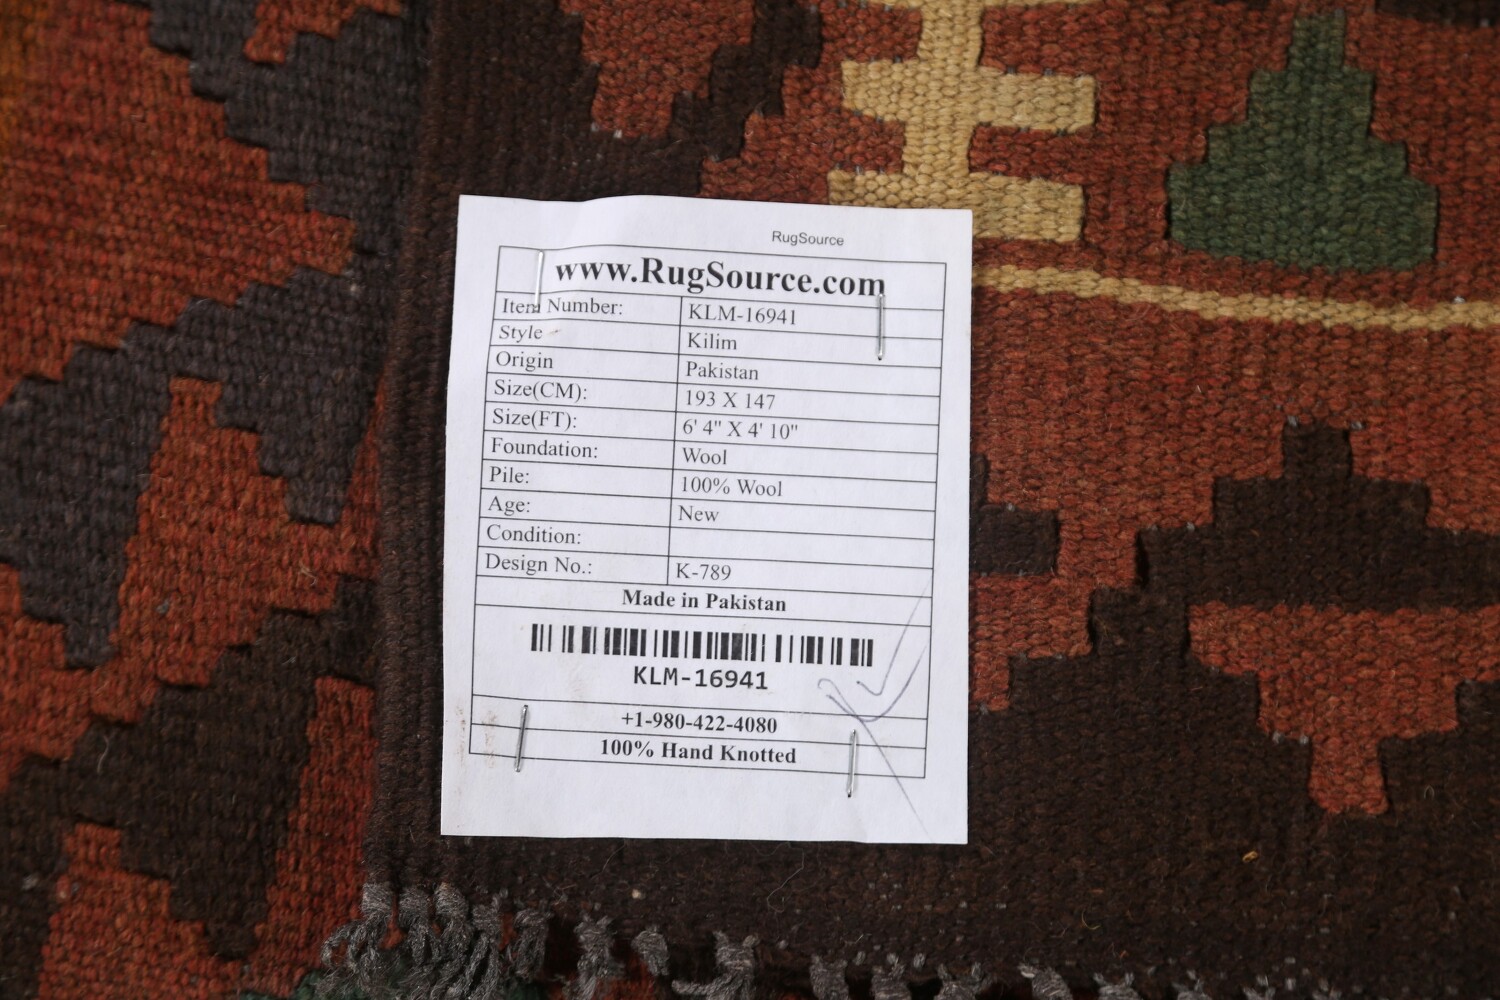 RugSource
www.RugSource.com
Item Number: KLM-16941
Style Kilim
Origin Pakistan
Size(CM): 193 X 147
Size(FT): 6' 4" X 4' 10"
Foundation: Wool
Pile: 100% Wool
Age: New
Condition:
Design No.: K-789
Made in Pakistan
KLM-16941
+1-980-422-4080
100% Hand Knotted